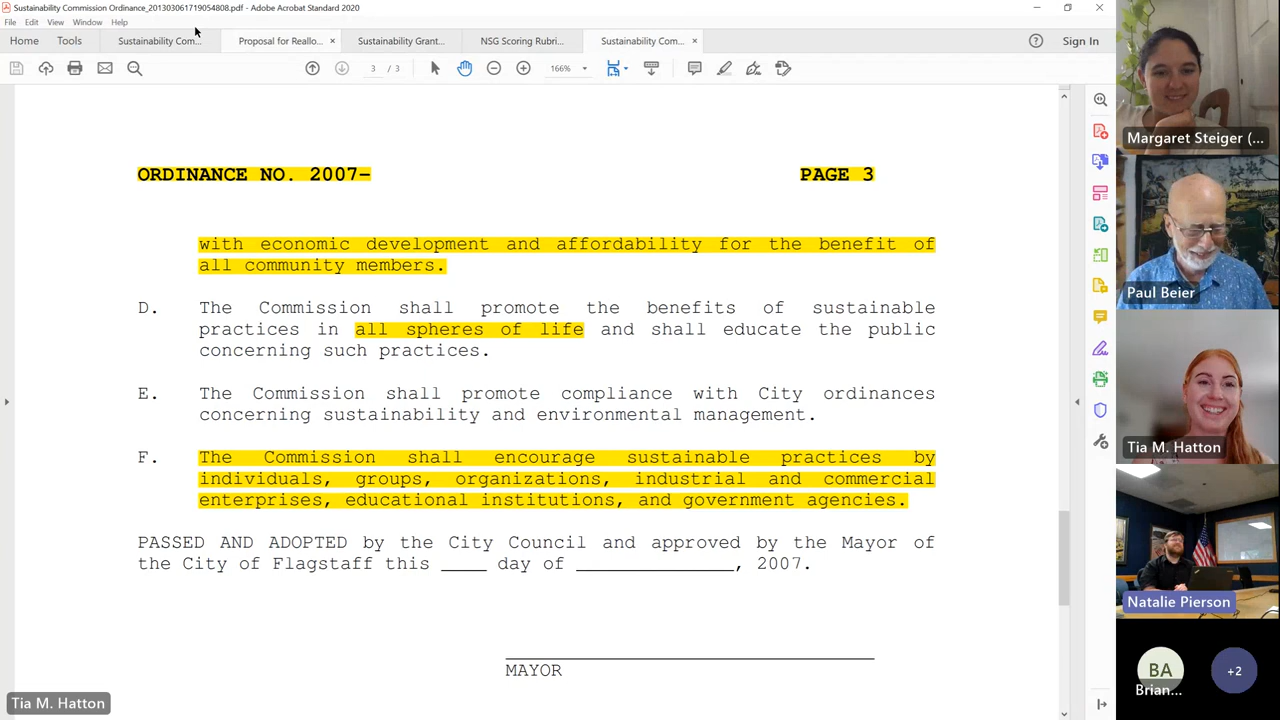 Sustainability Commission Ordinance_201303061719054808.pdf - Adobe Acrobat Standard 2020
File Edit View Window Help
Home Tools Sustainability Com... Proposal for Reallo... × Sustainability Grant... NSG Scoring Rubri... Sustainability Com... × Sign In
3 / 3 166%
ORDINANCE NO. 2007– PAGE 3
with economic development and affordability for the benefit of
all community members.
D. The Commission shall promote the benefits of sustainable
practices in all spheres of life and shall educate the public
concerning such practices.
E. The Commission shall promote compliance with City ordinances
concerning sustainability and environmental management.
F. The Commission shall encourage sustainable practices by
individuals, groups, organizations, industrial and commercial
enterprises, educational institutions, and government agencies.
PASSED AND ADOPTED by the City Council and approved by the Mayor of
the City of Flagstaff this ____ day of ______________, 2007.
MAYOR
Tia M. Hatton
Margaret Steiger (...
Paul Beier
Tia M. Hatton
Natalie Pierson
BA
Brian...
+2